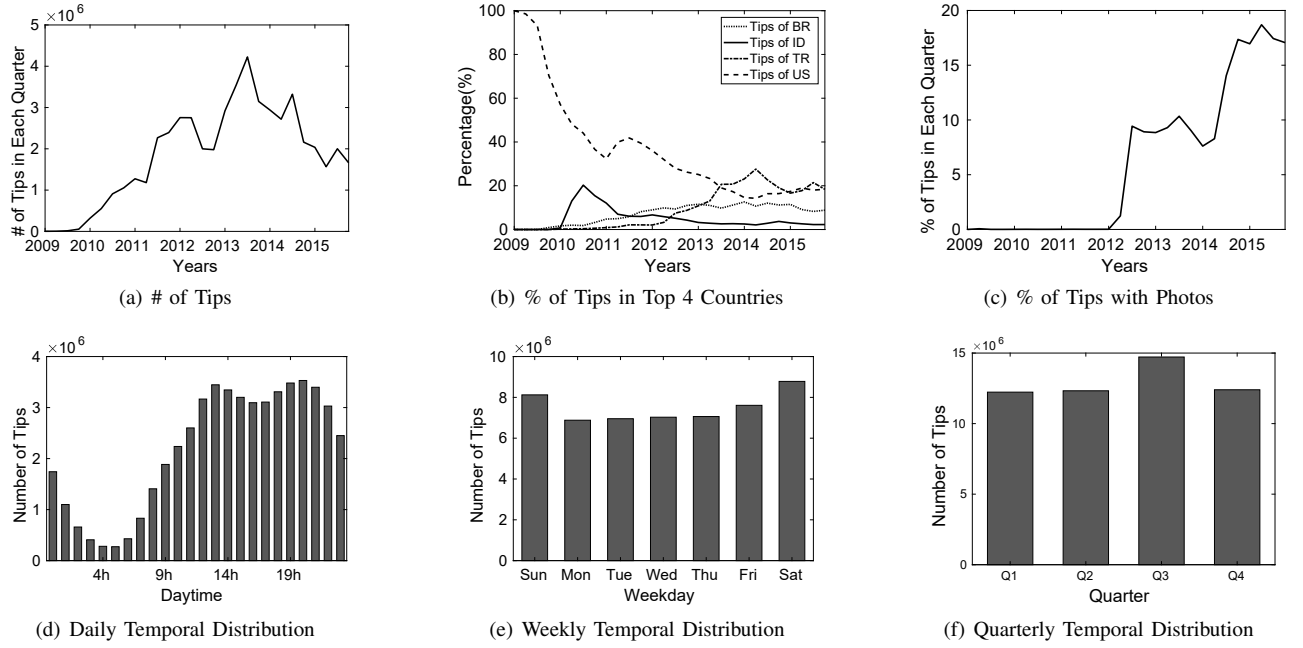 ×10^6
5
4
3
2
1
0
# of Tips in Each Quarter
2009 2010 2011 2012 2013 2014 2015
Years
(a) # of Tips
100
80
60
40
20
0
Percentage(%)
Tips of BR
Tips of ID
Tips of TR
Tips of US
2009 2010 2011 2012 2013 2014 2015
Years
(b) % of Tips in Top 4 Countries
20
15
10
5
0
% of Tips in Each Quarter
2009 2010 2011 2012 2013 2014 2015
Years
(c) % of Tips with Photos
×10^6
4
3
2
1
0
Number of Tips
4h 9h 14h 19h
Daytime
(d) Daily Temporal Distribution
×10^6
10
8
6
4
2
0
Number of Tips
Sun Mon Tue Wed Thu Fri Sat
Weekday
(e) Weekly Temporal Distribution
×10^6
15
10
5
0
Number of Tips
Q1 Q2 Q3 Q4
Quarter
(f) Quarterly Temporal Distribution